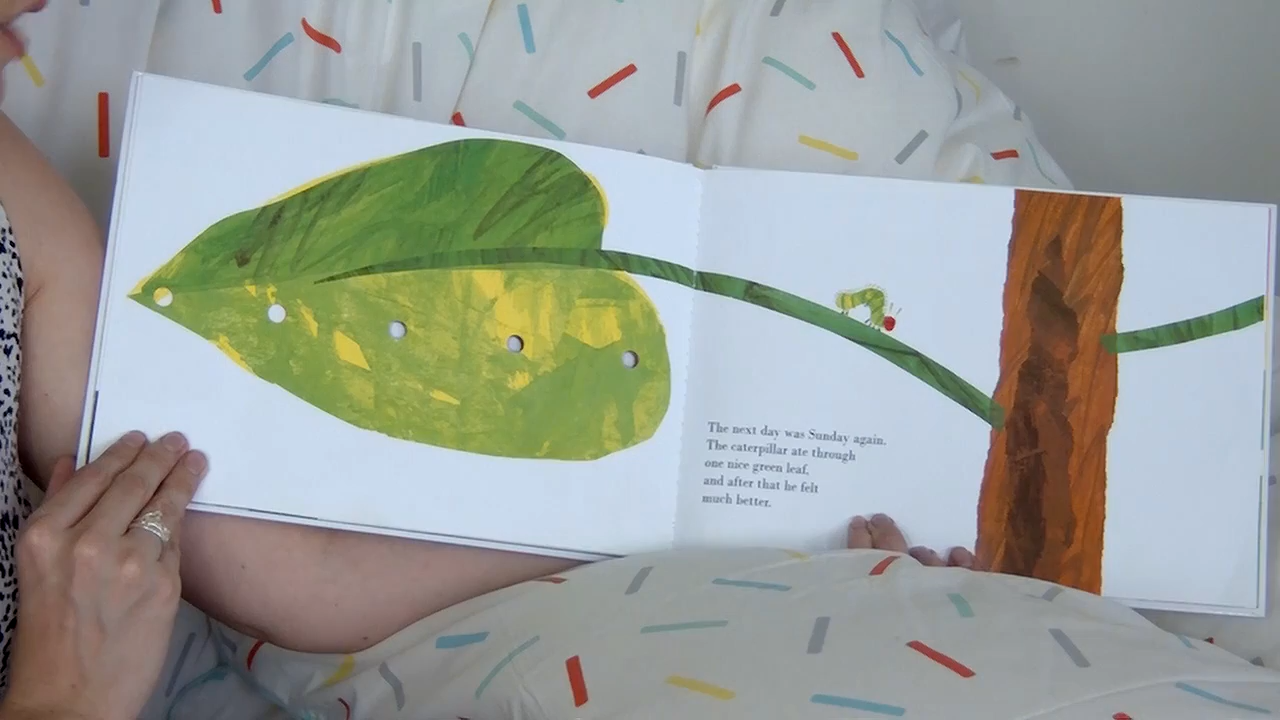 The next day was Sunday again.
The caterpillar ate through
one nice green leaf,
and after that he felt
much better.